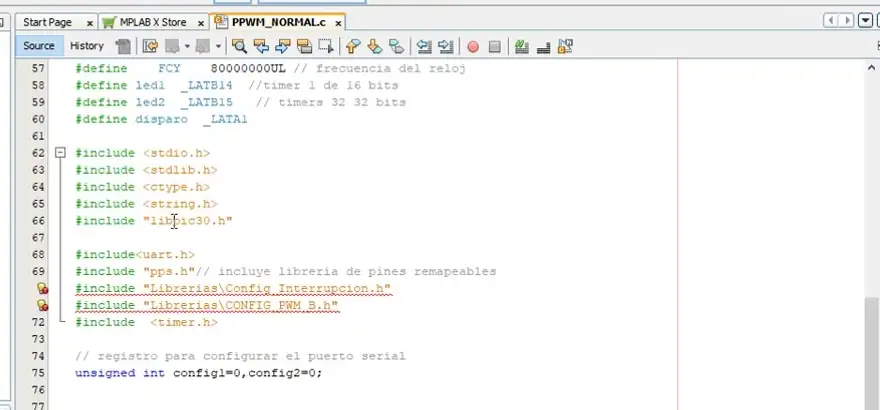 Start Page
MPLAB X Store
PPWM_NORMAL.c
Source
History
57 #define    FCY    80000000UL // frecuencia del reloj
58 #define led1  _LATB14  //timer 1 de 16 bits
59 #define led2  _LATB15   // timers 32 32 bits
60 #define disparo  _LATA1
61
62 #include <stdio.h>
63 #include <stdlib.h>
64 #include <ctype.h>
65 #include <string.h>
66 #include "libpic30.h"
67
68 #include<uart.h>
69 #include "pps.h"// incluye libreria de pines remapeables
#include "Librerias\Config_Interrupcion.h"
#include "Librerias\CONFIG_PWM_B.h"
72 #include  <timer.h>
73
74 // registro para configurar el puerto serial
75 unsigned int config1=0,config2=0;
76
77